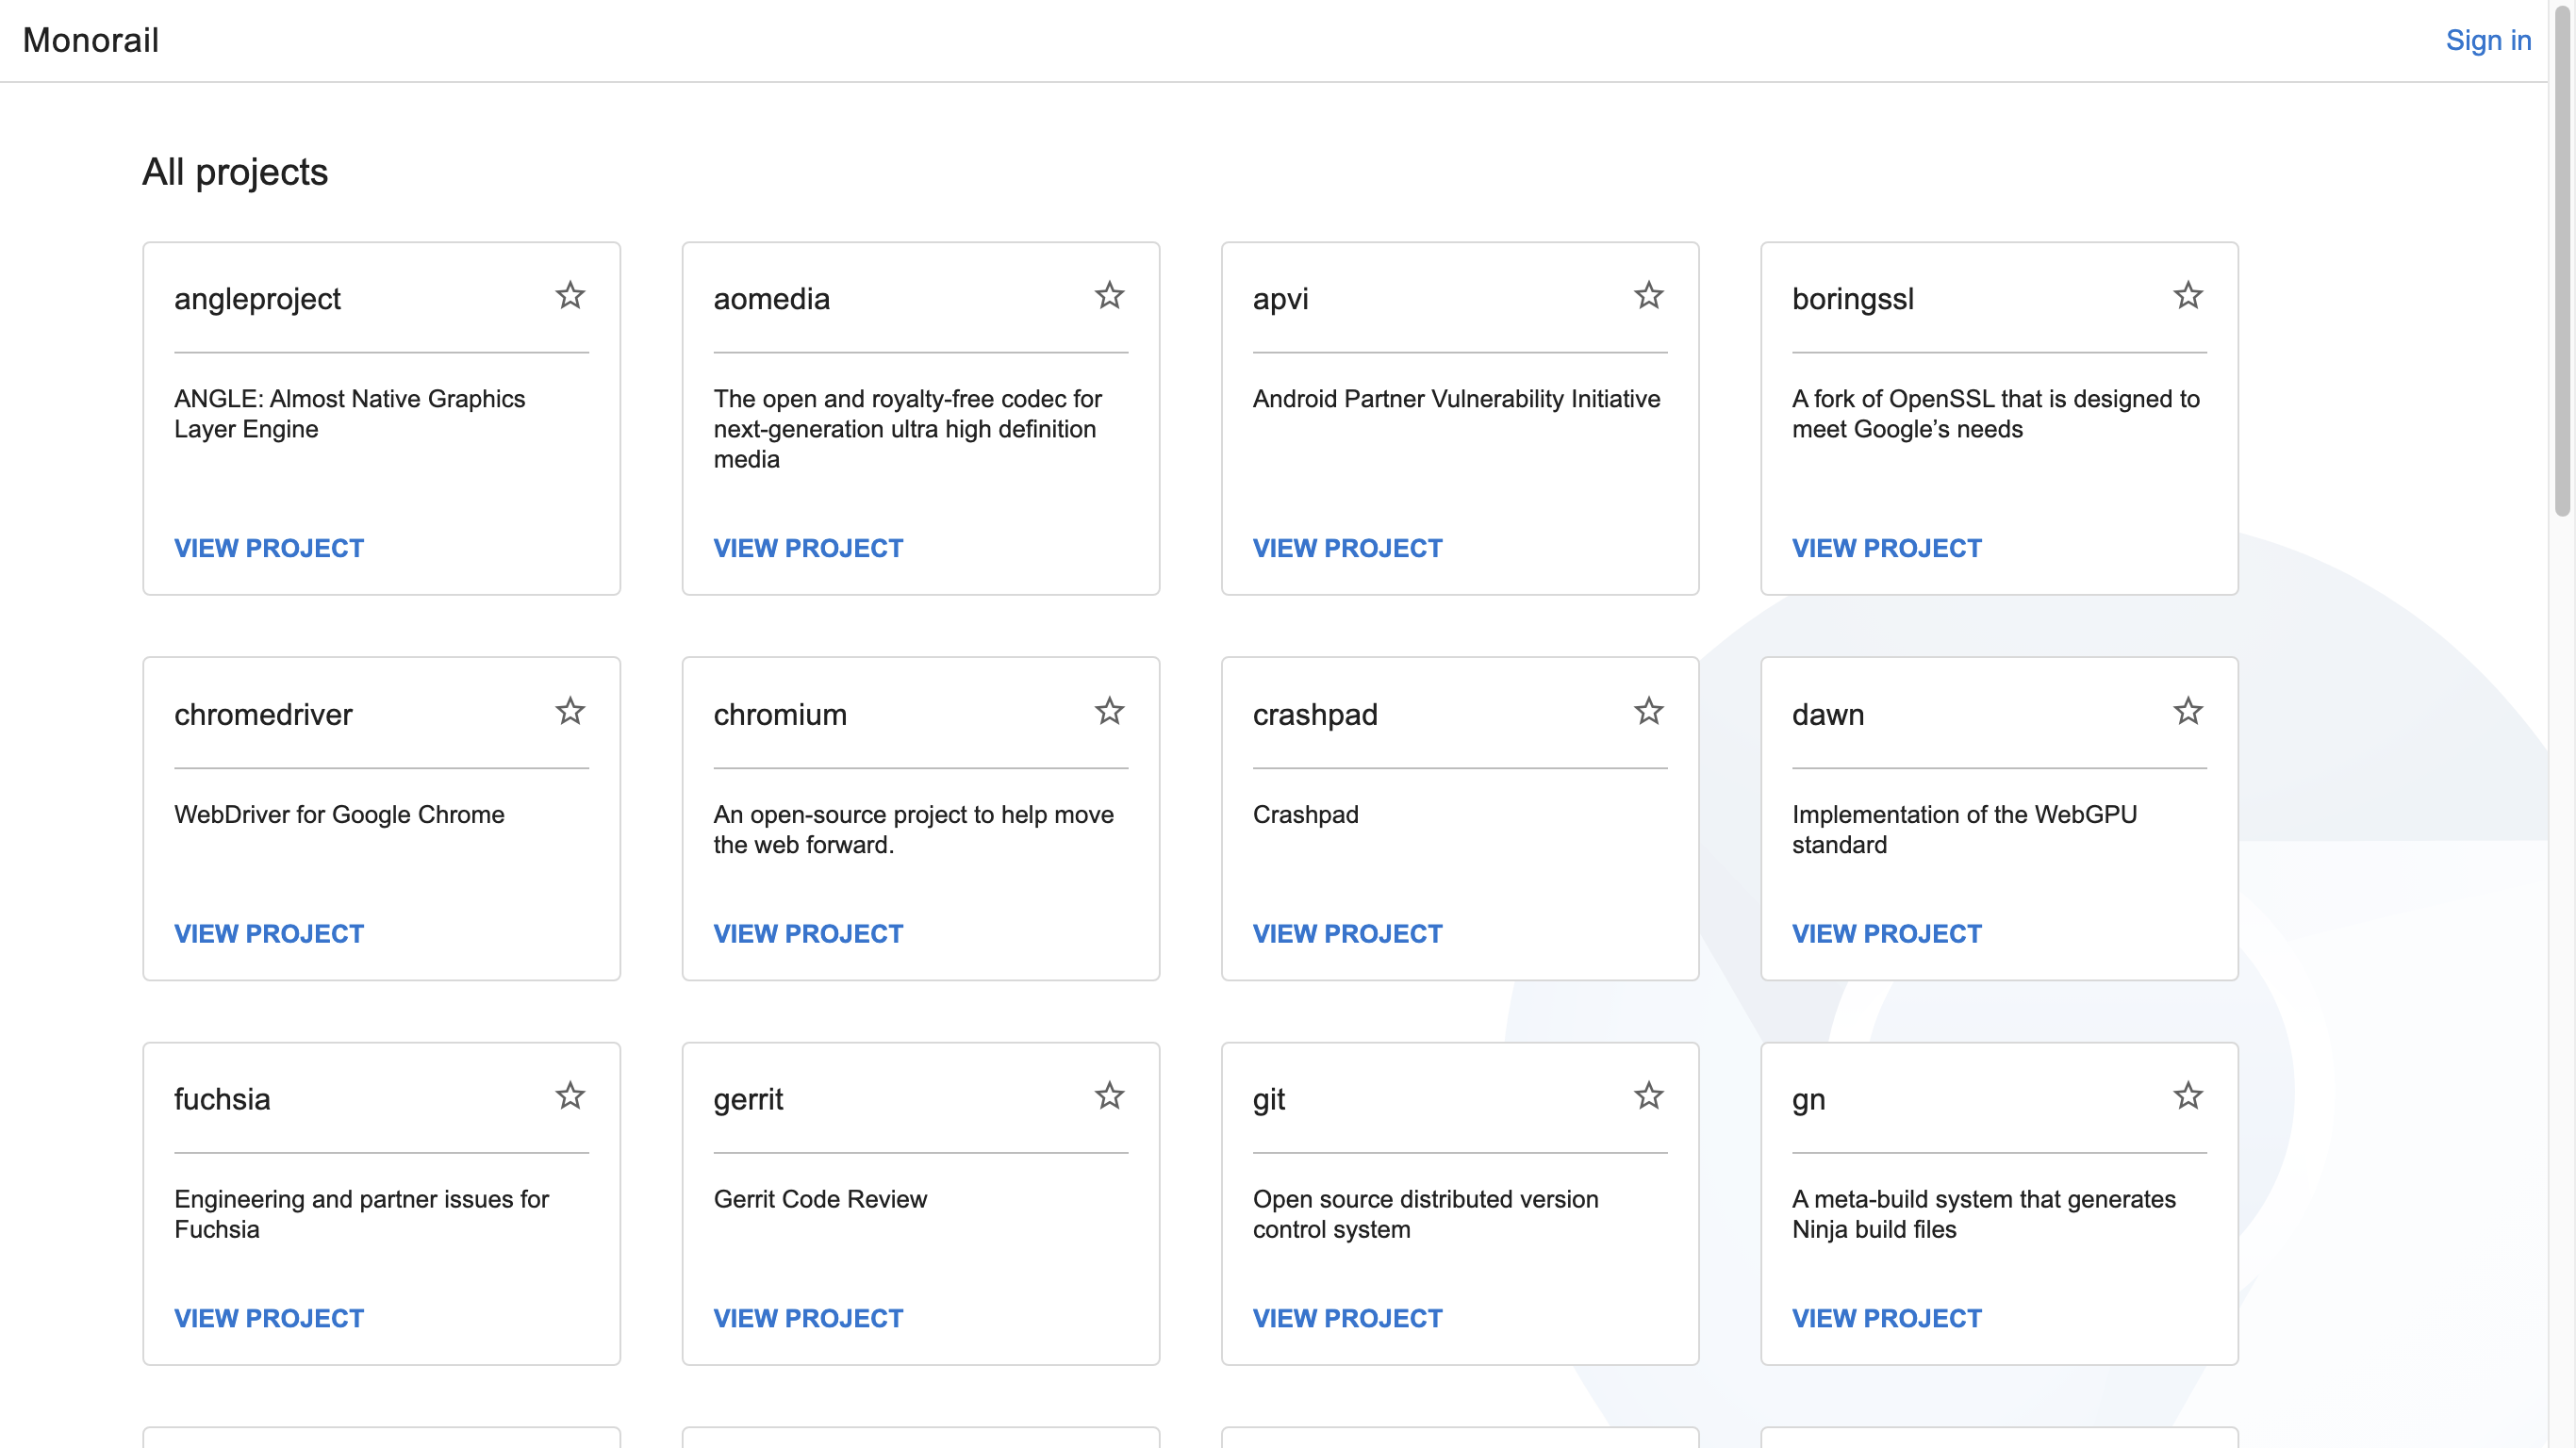 Monorail
Sign in
All projects
angleproject
ANGLE: Almost Native Graphics
Layer Engine
VIEW PROJECT
aomedia
The open and royalty-free codec for
next-generation ultra high definition
media
VIEW PROJECT
apvi
Android Partner Vulnerability Initiative
VIEW PROJECT
boringssl
A fork of OpenSSL that is designed to
meet Google’s needs
VIEW PROJECT
chromedriver
WebDriver for Google Chrome
VIEW PROJECT
chromium
An open-source project to help move
the web forward.
VIEW PROJECT
crashpad
Crashpad
VIEW PROJECT
dawn
Implementation of the WebGPU
standard
VIEW PROJECT
fuchsia
Engineering and partner issues for
Fuchsia
VIEW PROJECT
gerrit
Gerrit Code Review
VIEW PROJECT
git
Open source distributed version
control system
VIEW PROJECT
gn
A meta-build system that generates
Ninja build files
VIEW PROJECT